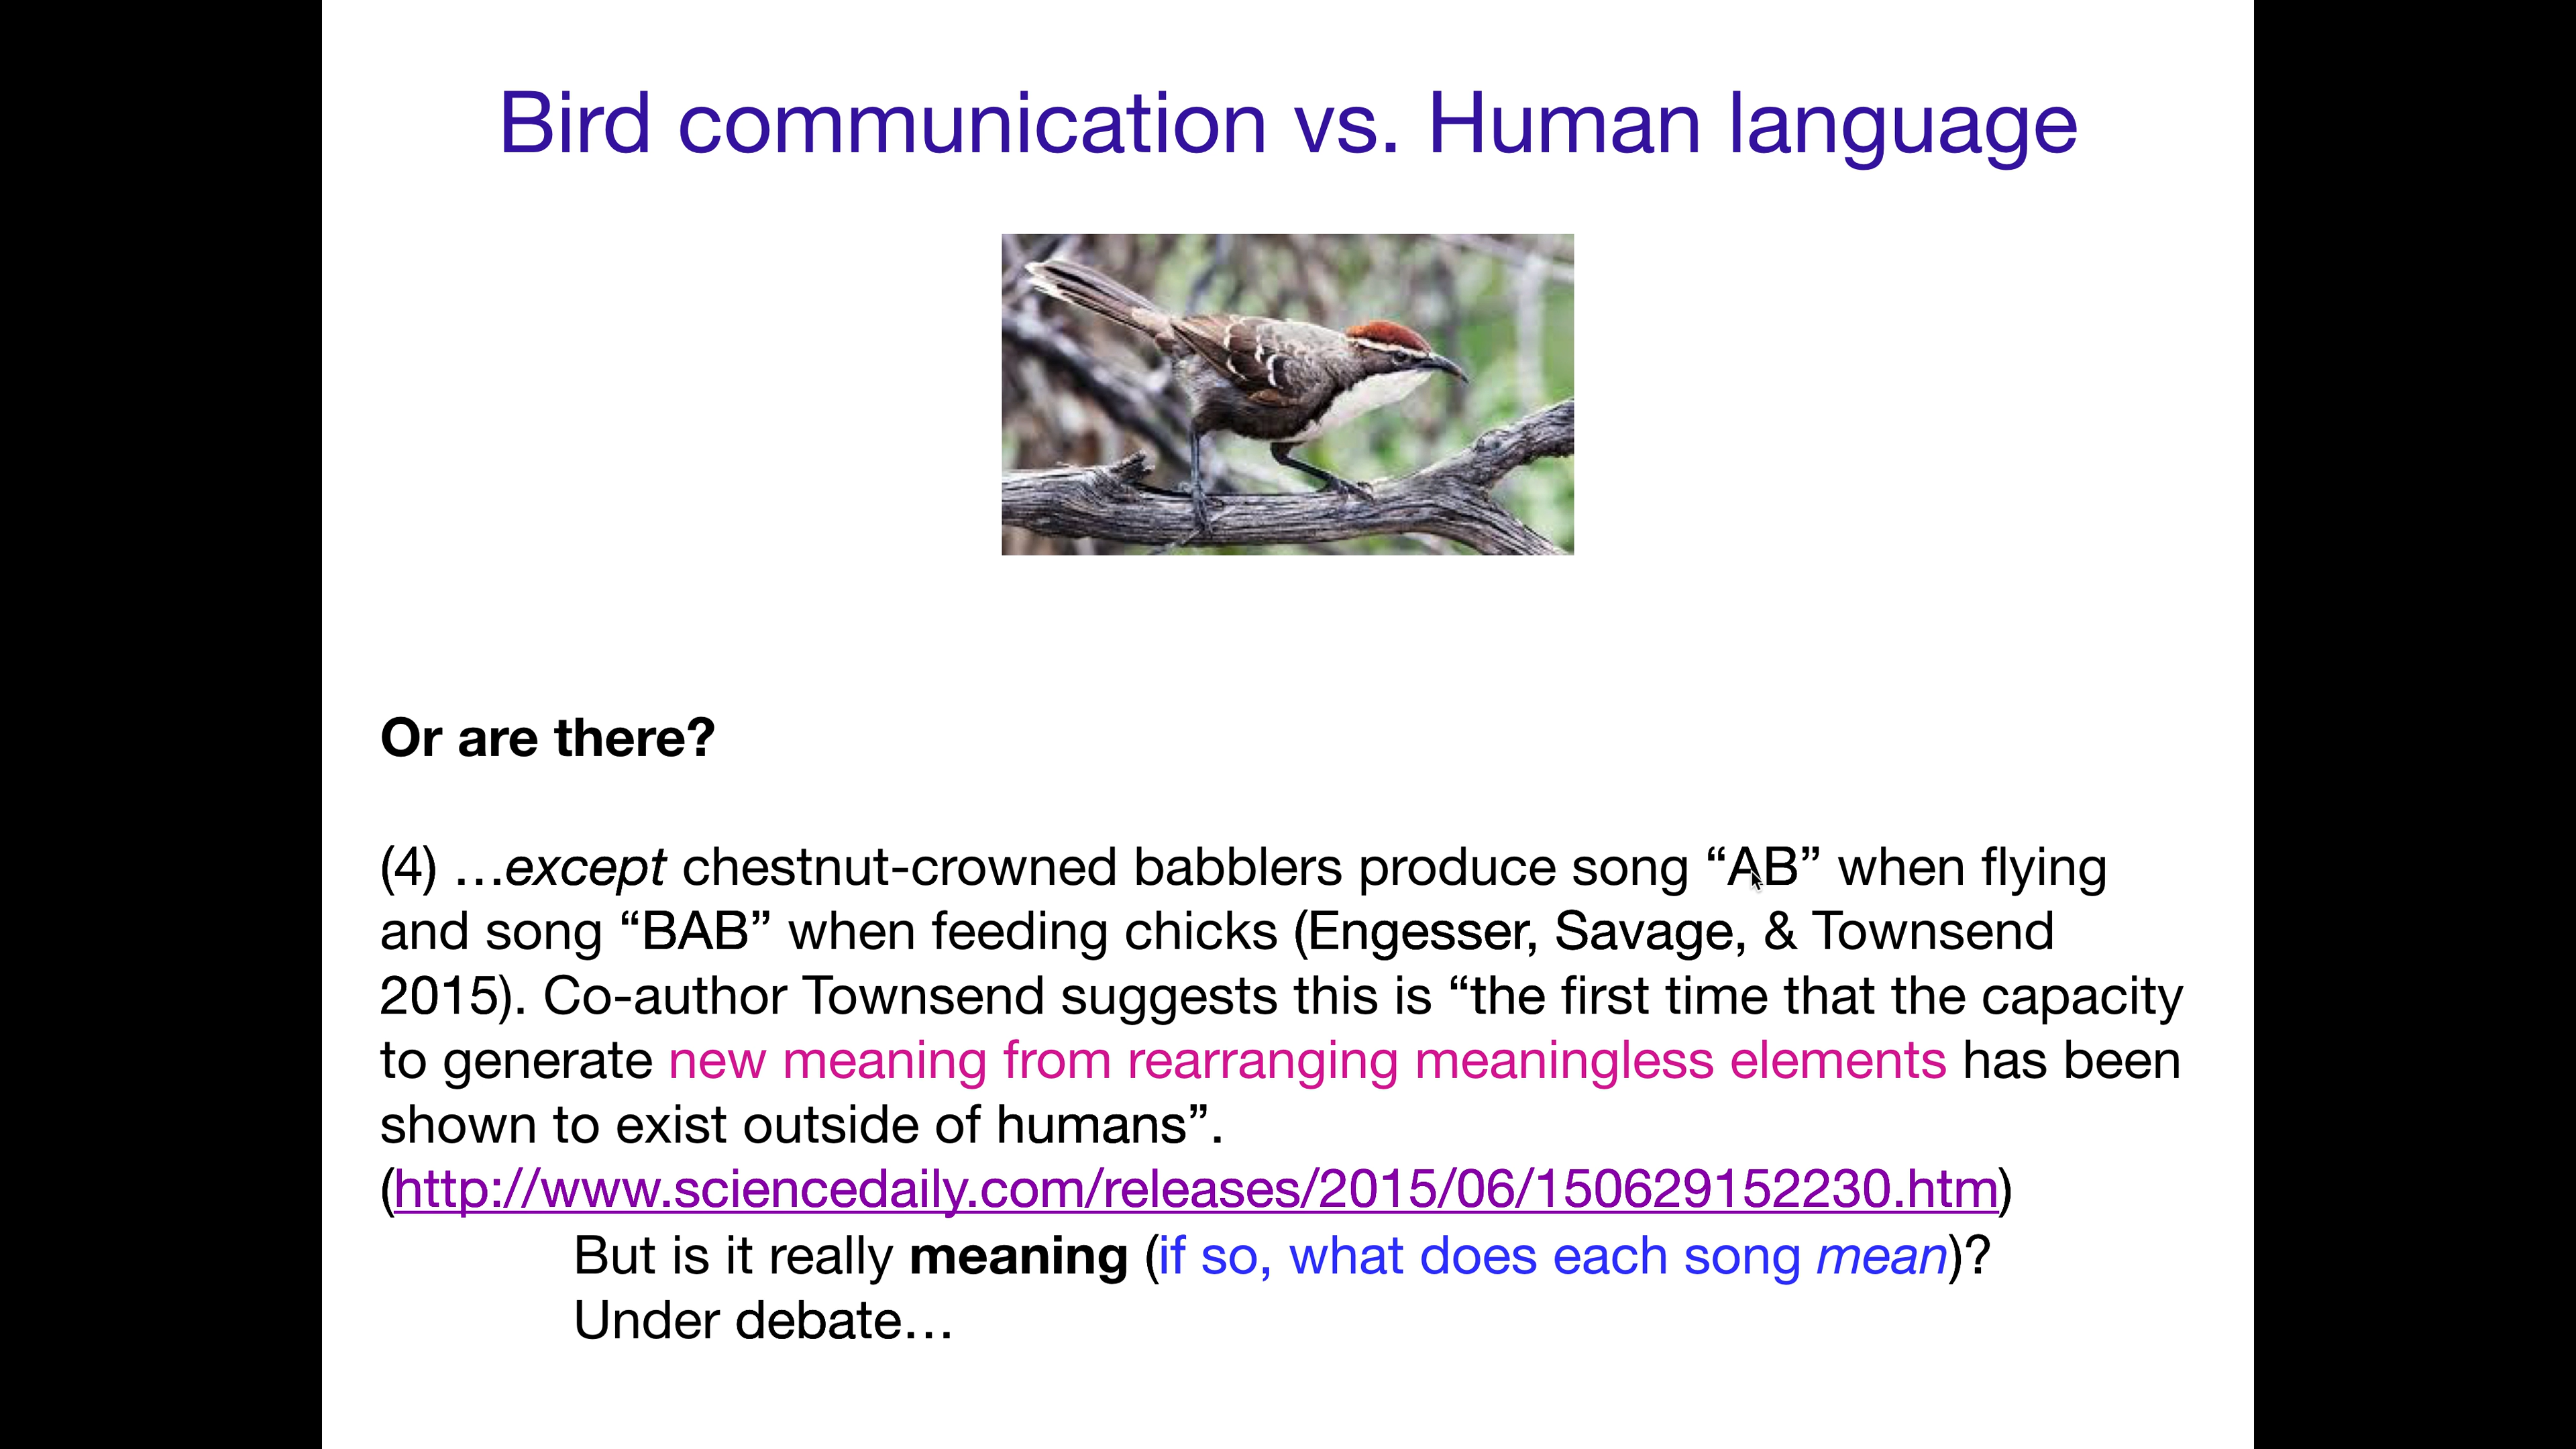 Bird communication vs. Human language
Or are there?
(4) …except chestnut-crowned babblers produce song “AB” when flying
and song “BAB” when feeding chicks (Engesser, Savage, & Townsend
2015). Co-author Townsend suggests this is “the first time that the capacity
to generate new meaning from rearranging meaningless elements has been
shown to exist outside of humans”.
(http://www.sciencedaily.com/releases/2015/06/150629152230.htm)
But is it really meaning (if so, what does each song mean)?
Under debate…